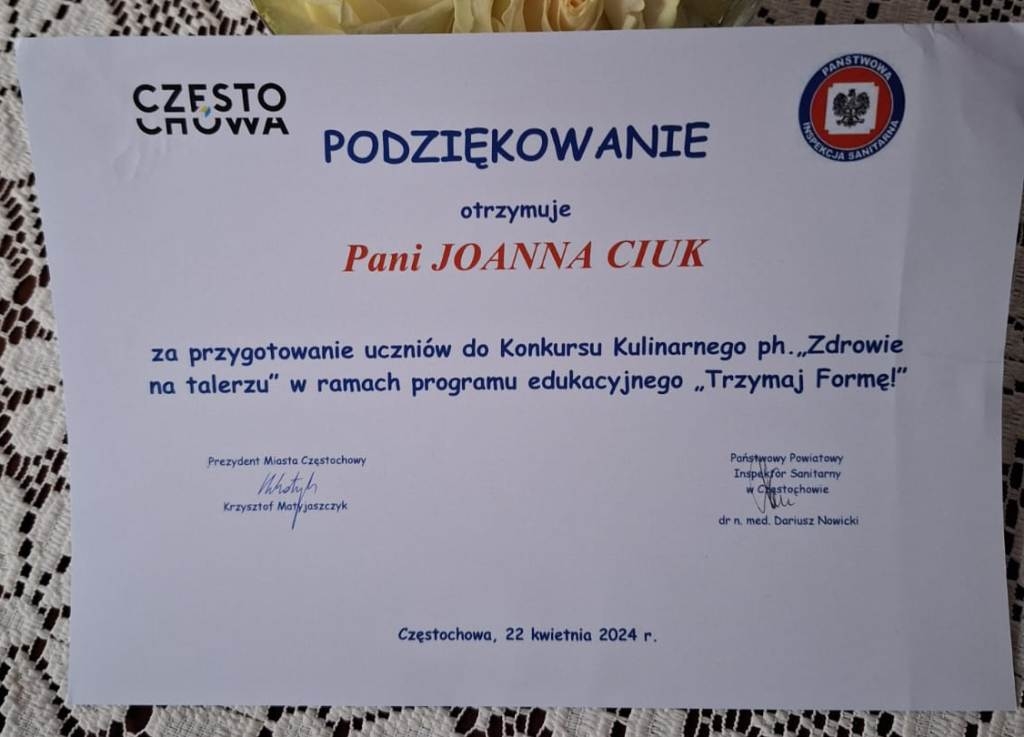 CZĘSTO
CHOWA
PAŃSTWOWA
INSPEKCJA SANITARNA
PODZIĘKOWANIE
otrzymuje
Pani JOANNA CIUK
za przygotowanie uczniów do Konkursu Kulinarnego ph.„Zdrowie
na talerzu” w ramach programu edukacyjnego „Trzymaj Formę!”
Prezydent Miasta Częstochowy
Krzysztof Matyjaszczyk
Państwowy Powiatowy
Inspektor Sanitarny
w Częstochowie
dr n. med. Dariusz Nowicki
Częstochowa, 22 kwietnia 2024 r.